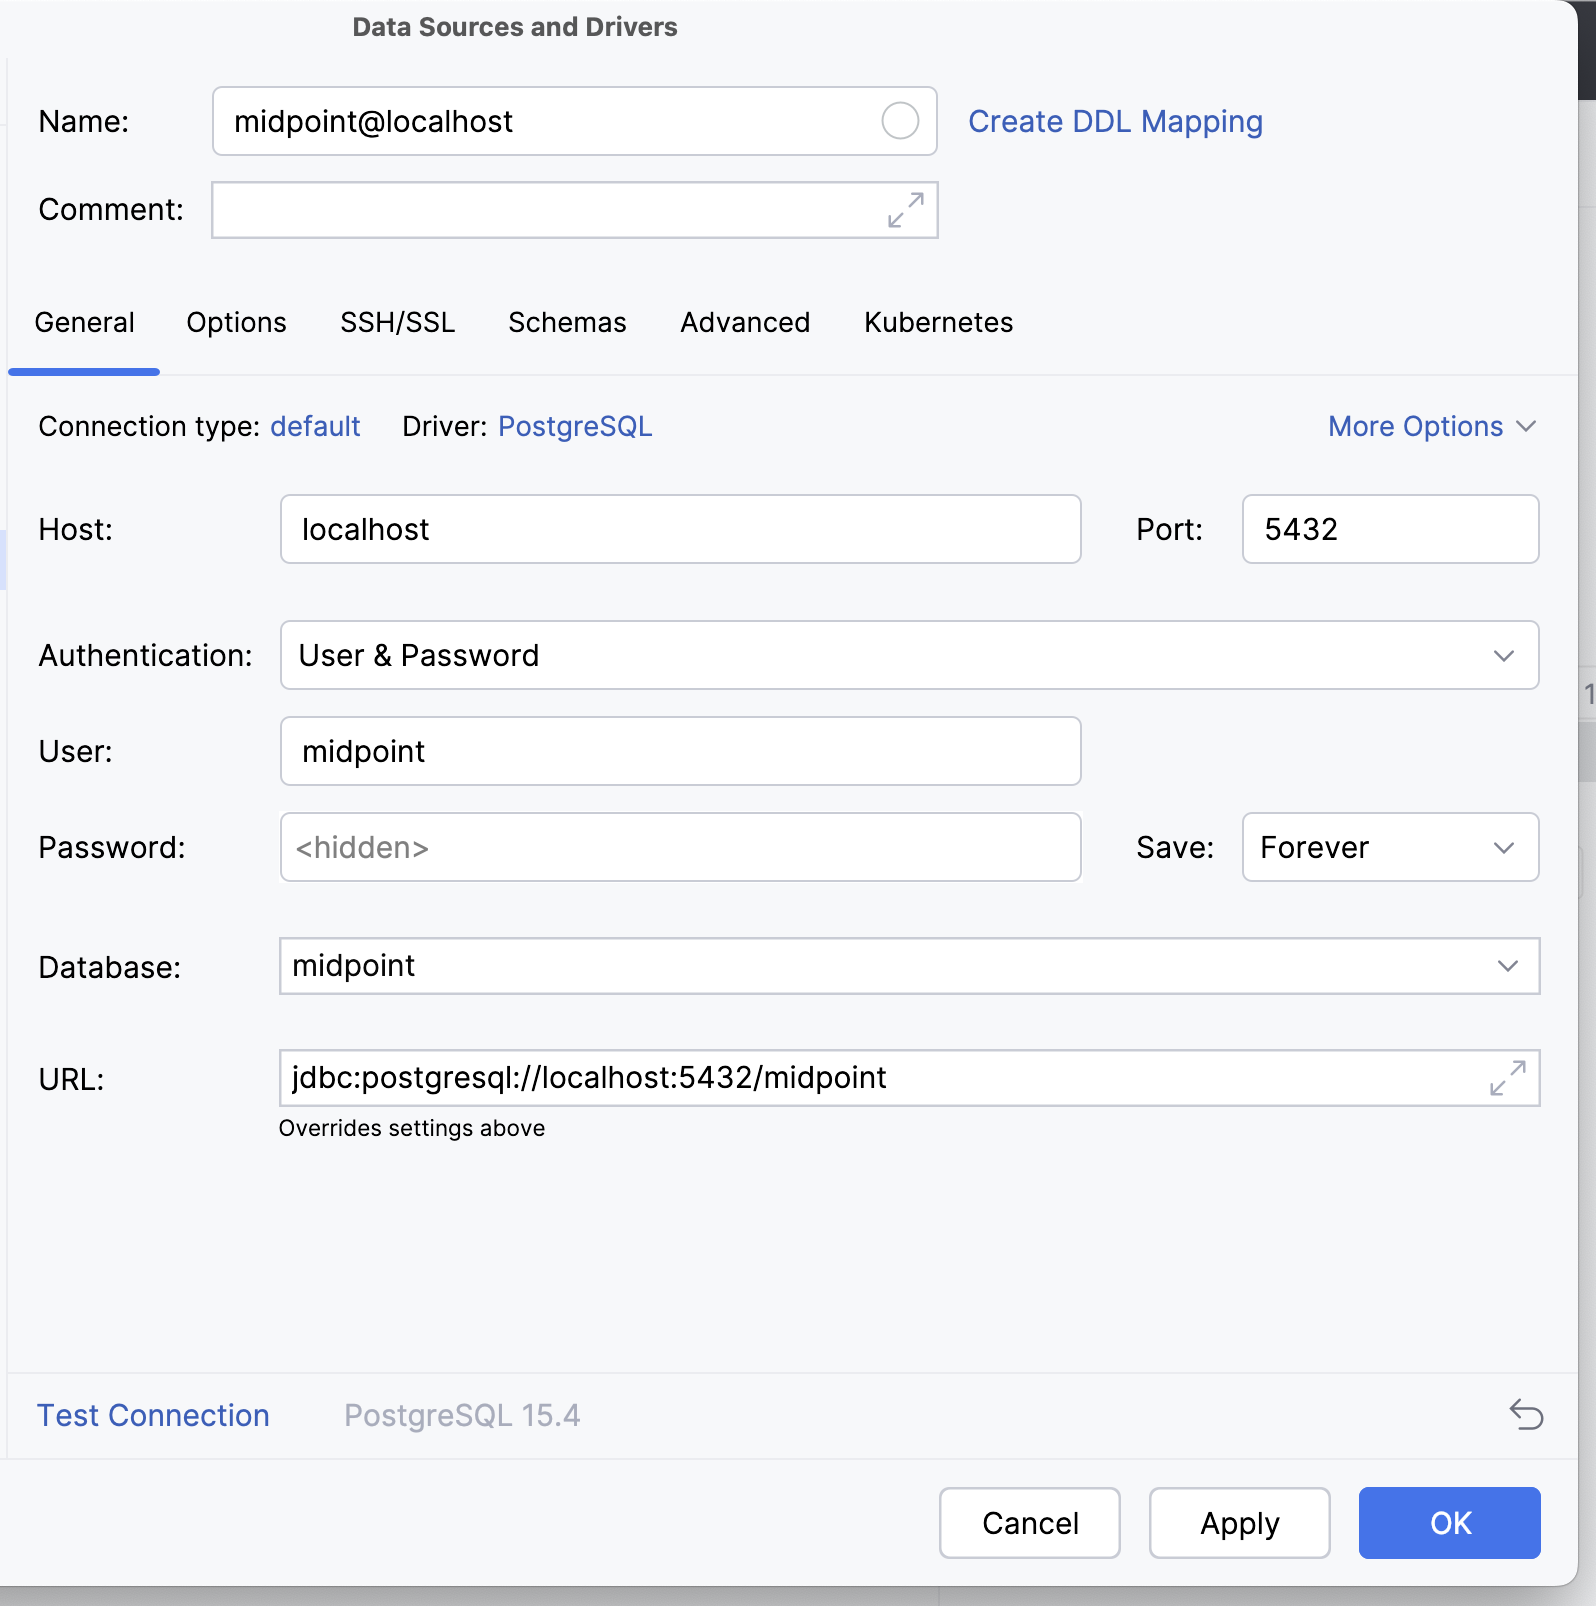 Data Sources and Drivers
Name: midpoint@localhost Create DDL Mapping
Comment:
General Options SSH/SSL Schemas Advanced Kubernetes
Connection type: default Driver: PostgreSQL More Options
Host: localhost Port: 5432
Authentication: User & Password
1
User: midpoint
Password: <hidden> Save: Forever
Database: midpoint
URL: jdbc:postgresql://localhost:5432/midpoint
Overrides settings above
Test Connection PostgreSQL 15.4
Cancel Apply OK